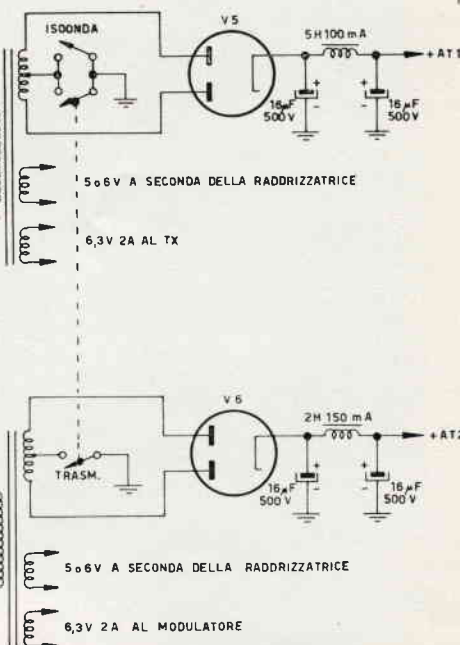 ISOONDA
V 5
5H 100 mA
+ AT1
+
-
16µF
500V
+
-
16µF
500V
5 o 6V A SECONDA DELLA RADDRIZZATRICE
6,3V 2A AL TX
V 6
2H 150 mA
+ AT2
TRASM.
+
-
16µF
500V
+
-
16µF
500V
5 o 6V A SECONDA DELLA RADDRIZZATRICE
6,3V 2A AL MODULATORE